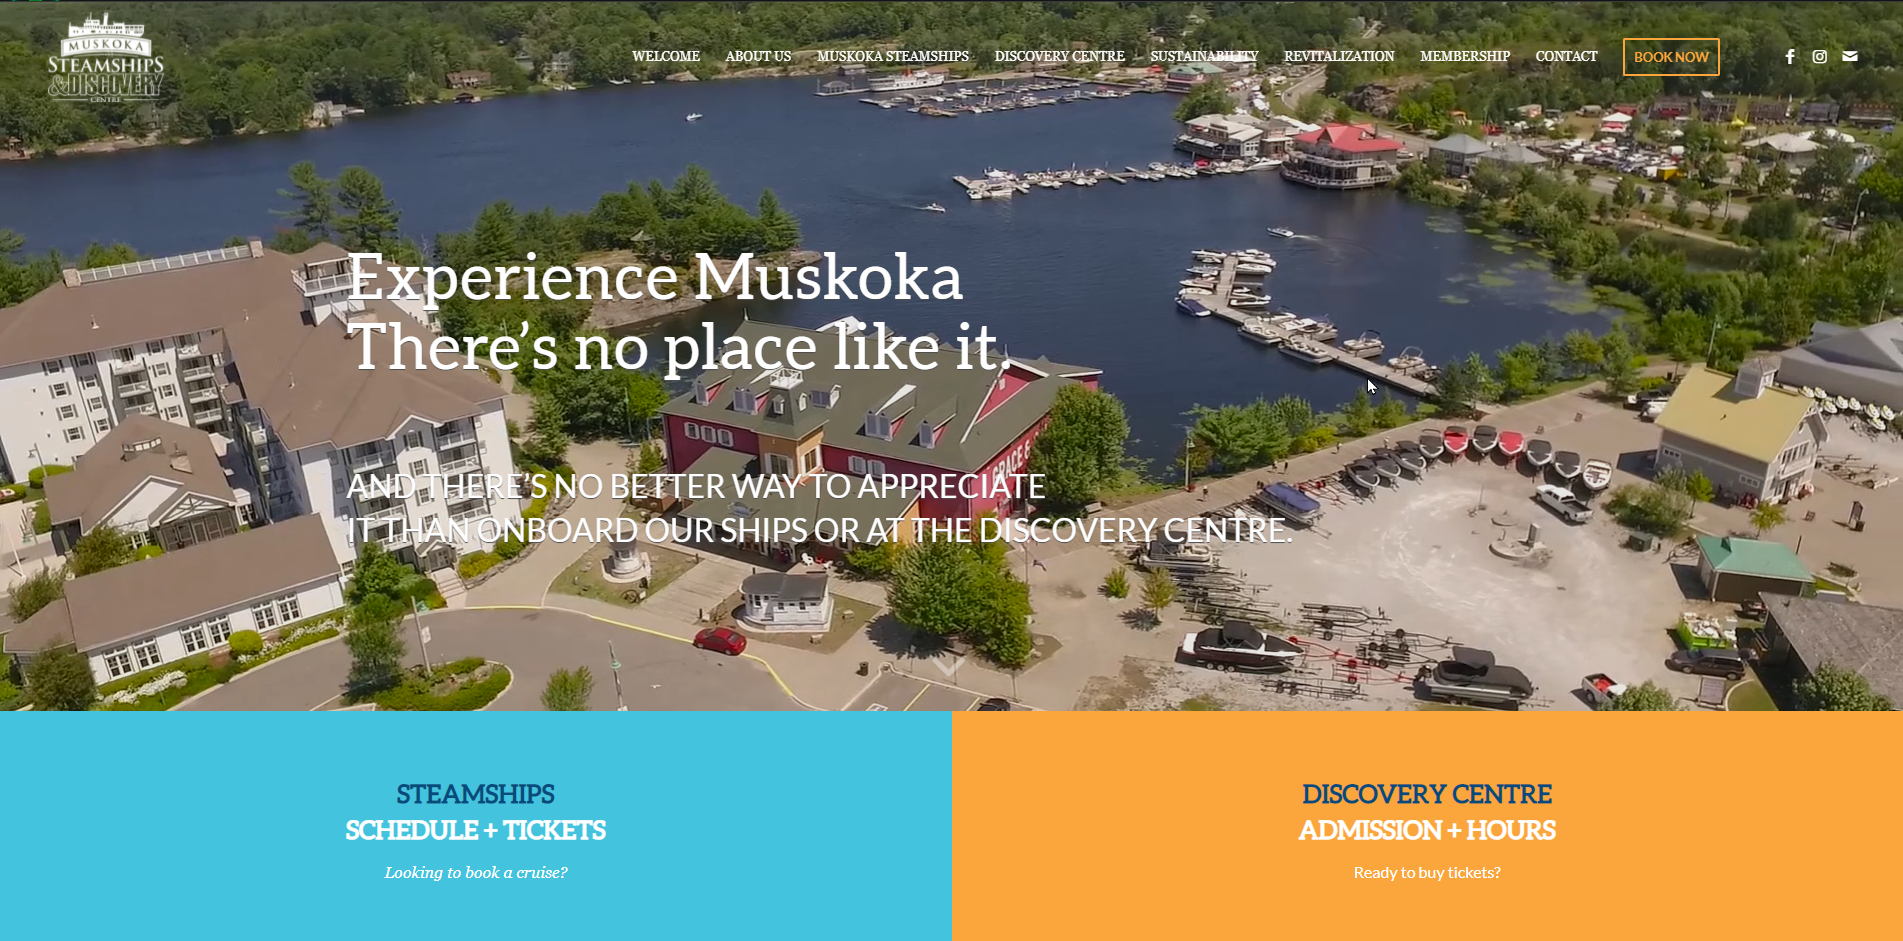 MUSKOKA
STEAMSHIPS
&DISCOVERY
CENTRE
WELCOME ABOUT US MUSKOKA STEAMSHIPS DISCOVERY CENTRE SUSTAINABILITY REVITALIZATION MEMBERSHIP CONTACT BOOK NOW
Experience Muskoka
There’s no place like it.
GRACE &
AND THERE’S NO BETTER WAY TO APPRECIATE
IT THAN ONBOARD OUR SHIPS OR AT THE DISCOVERY CENTRE.
STEAMSHIPS
SCHEDULE + TICKETS
Looking to book a cruise?
DISCOVERY CENTRE
ADMISSION + HOURS
Ready to buy tickets?